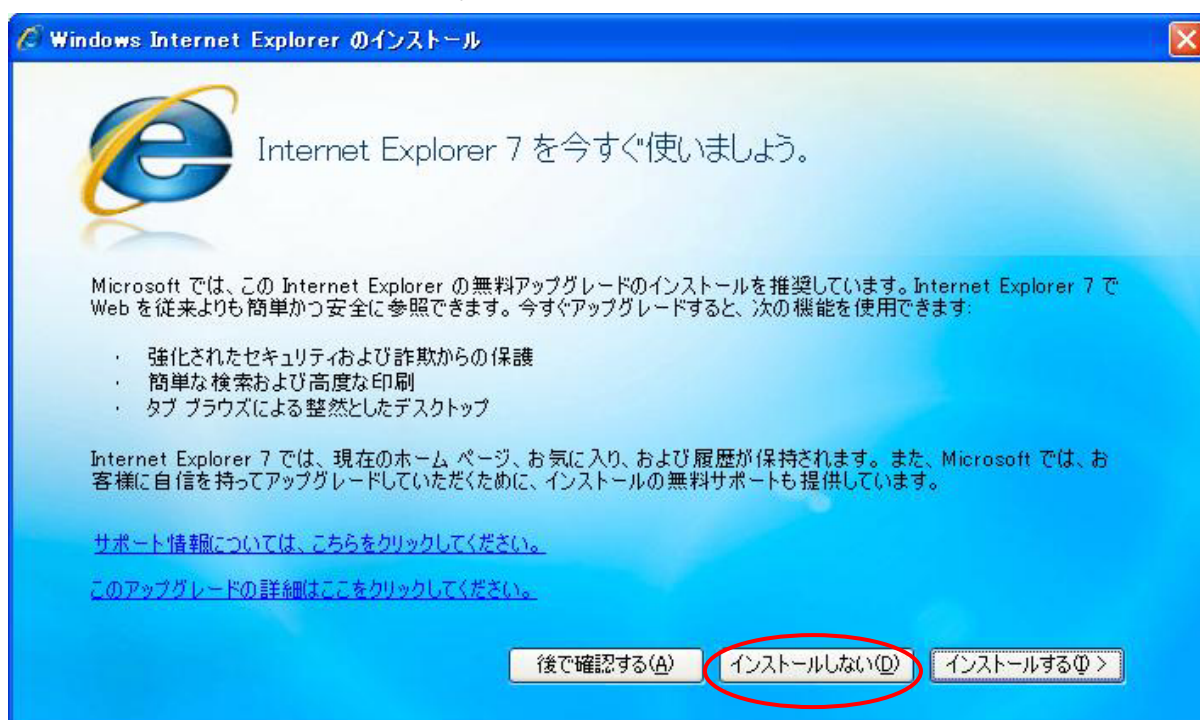 Windows Internet Explorer のインストール
Internet Explorer 7 を今すぐ使いましょう。
Microsoft では、この Internet Explorer の無料アップグレードのインストールを推奨しています。Internet Explorer 7 で
Web を従来よりも簡単かつ安全に参照できます。今すぐアップグレードすると、次の機能を使用できます:
・ 強化されたセキュリティおよび詐欺からの保護
・ 簡単な検索および高度な印刷
・ タブ ブラウズによる整然としたデスクトップ
Internet Explorer 7 では、現在のホーム ページ、お気に入り、および履歴が保持されます。また、Microsoft では、お
客様に自信を持ってアップグレードしていただくために、インストールの無料サポートも提供しています。
サポート情報については、こちらをクリックしてください。
このアップグレードの詳細はここをクリックしてください。
後で確認する(A) インストールしない(D) インストールする(I) >